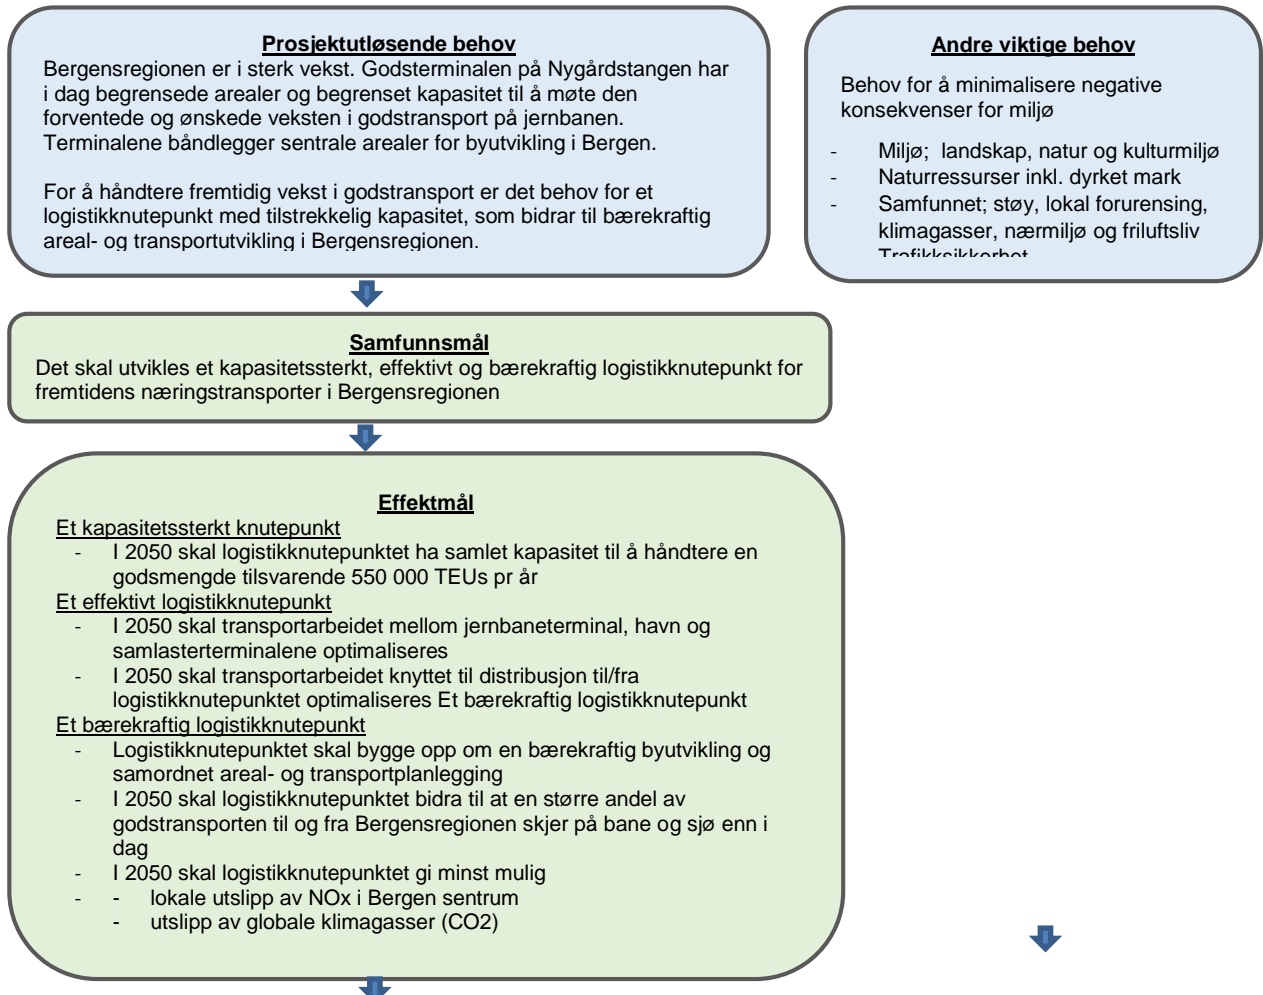 Prosjektutløsende behov
Bergensregionen er i sterk vekst. Godsterminalen på Nygårdstangen har
i dag begrensede arealer og begrenset kapasitet til å møte den
forventede og ønskede veksten i godstransport på jernbanen.
Terminalene båndlegger sentrale arealer for byutvikling i Bergen.
For å håndtere fremtidig vekst i godstransport er det behov for et
logistikknutepunkt med tilstrekkelig kapasitet, som bidrar til bærekraftig
areal- og transportutvikling i Bergensregionen.
Andre viktige behov
Behov for å minimalisere negative
konsekvenser for miljø
- Miljø; landskap, natur og kulturmiljø
- Naturressurser inkl. dyrket mark
- Samfunnet; støy, lokal forurensing,
klimagasser, nærmiljø og friluftsliv
Trafikksikkerhet
Samfunnsmål
Det skal utvikles et kapasitetssterkt, effektivt og bærekraftig logistikknutepunkt for
fremtidens næringstransporter i Bergensregionen
Effektmål
Et kapasitetssterkt knutepunkt
- I 2050 skal logistikknutepunktet ha samlet kapasitet til å håndtere en
godsmengde tilsvarende 550 000 TEUs pr år
Et effektivt logistikknutepunkt
- I 2050 skal transportarbeidet mellom jernbaneterminal, havn og
samlasterterminalene optimaliseres
- I 2050 skal transportarbeidet knyttet til distribusjon til/fra
logistikknutepunktet optimaliseres Et bærekraftig logistikknutepunkt
Et bærekraftig logistikknutepunkt
- Logistikknutepunktet skal bygge opp om en bærekraftig byutvikling og
samordnet areal- og transportplanlegging
- I 2050 skal logistikknutepunktet bidra til at en større andel av
godstransporten til og fra Bergensregionen skjer på bane og sjø enn i
dag
- I 2050 skal logistikknutepunktet gi minst mulig
- - lokale utslipp av NOx i Bergen sentrum
- utslipp av globale klimagasser (CO2)